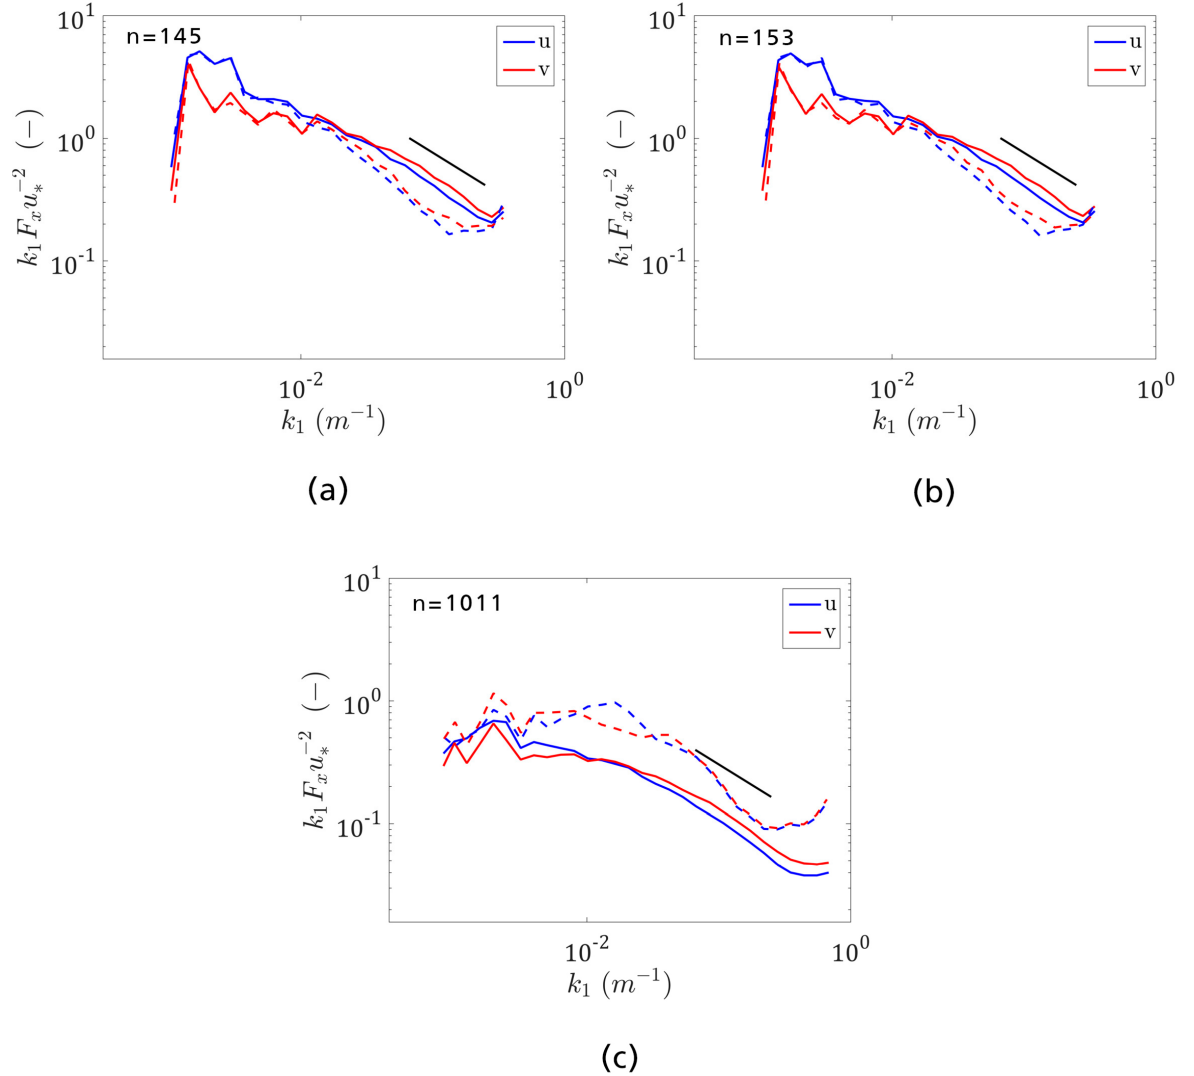 n=145
u
v
10^1
10^0
10^-1
k_1 F_x u_*^-2 (−)
10^-2
10^0
k_1 (m^−1)
(a)
n=153
u
v
10^1
10^0
10^-1
k_1 F_x u_*^-2 (−)
10^-2
10^0
k_1 (m^−1)
(b)
n=1011
u
v
10^1
10^0
10^-1
k_1 F_x u_*^-2 (−)
10^-2
10^0
k_1 (m^−1)
(c)